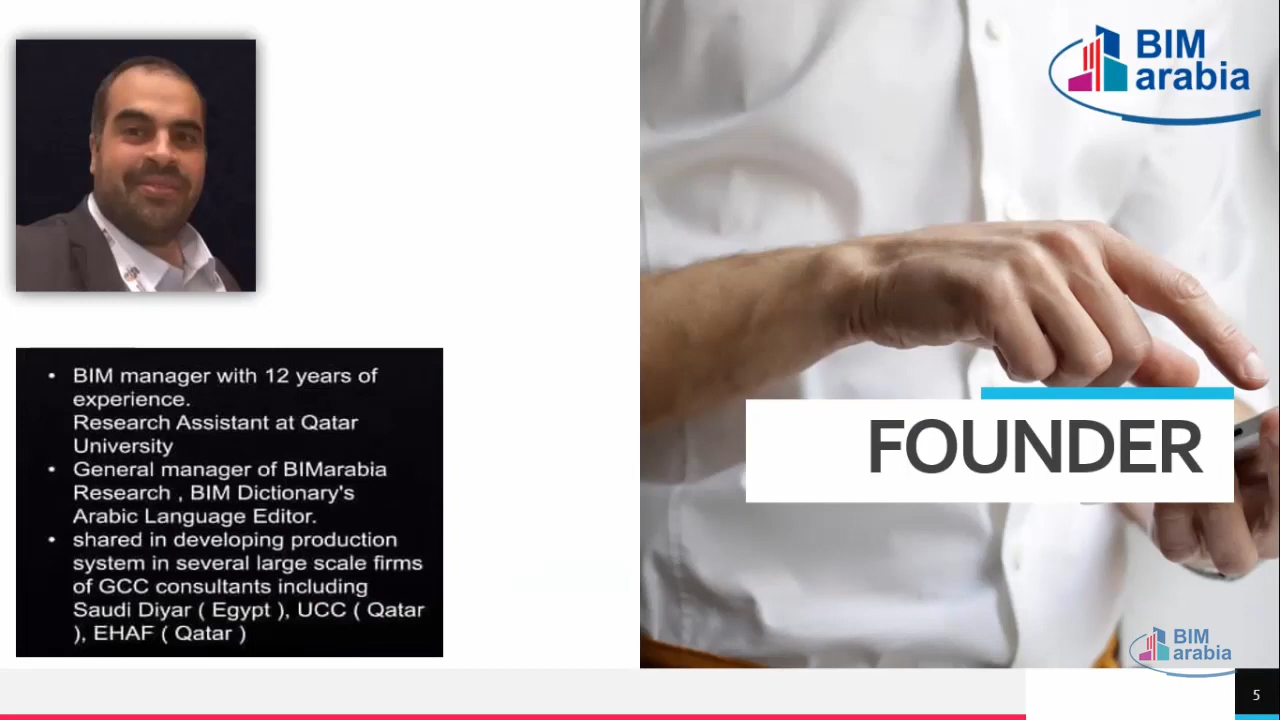 BIM
arabia
• BIM manager with 12 years of
experience.
Research Assistant at Qatar
University
• General manager of BIMarabia
Research , BIM Dictionary's
Arabic Language Editor.
• shared in developing production
system in several large scale firms
of GCC consultants including
Saudi Diyar ( Egypt ), UCC ( Qatar
), EHAF ( Qatar )
FOUNDER
BIM
arabia
5